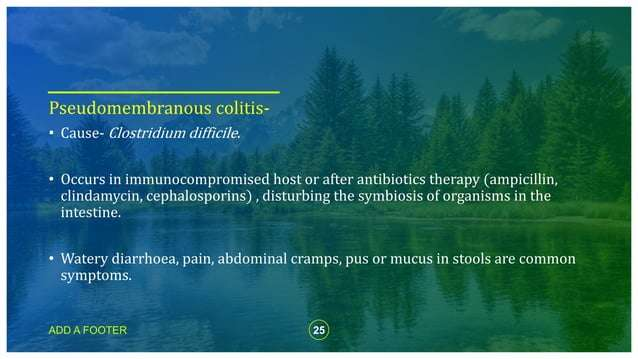 Pseudomembranous colitis-
▪ Cause- Clostridium difficile.
• Occurs in immunocompromised host or after antibiotics therapy (ampicillin,
clindamycin, cephalosporins) , disturbing the symbiosis of organisms in the
intestine.
• Watery diarrhoea, pain, abdominal cramps, pus or mucus in stools are common
symptoms.
ADD A FOOTER
25